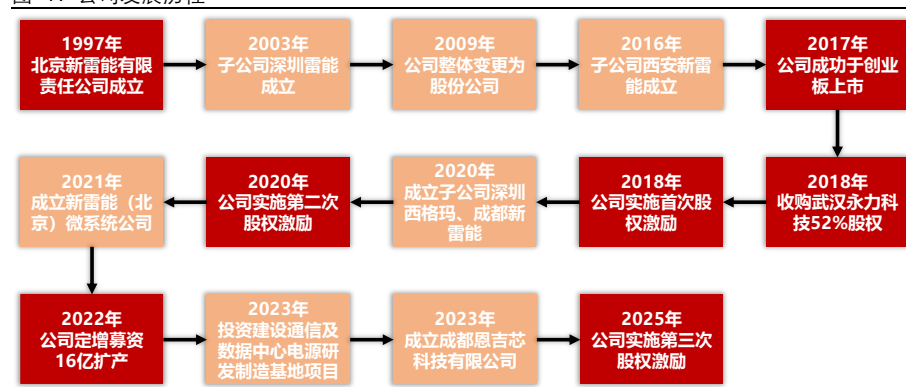 1997年
北京新雷能有限
责任公司成立
2003年
子公司深圳雷能
成立
2009年
公司整体变更为
股份公司
2016年
子公司西安新雷
能成立
2017年
公司成功于创业
板上市
2018年
收购武汉永力科
技52%股权
2018年
公司实施首次股
权激励
2020年
成立子公司深圳
西格玛、成都新
雷能
2020年
公司实施第二次
股权激励
2021年
成立新雷能（北
京）微系统公司
2022年
公司定增募资
16亿扩产
2023年
投资建设通信及
数据中心电源研
发制造基地项目
2023年
成立成都恩吉芯
科技有限公司
2025年
公司实施第三次
股权激励